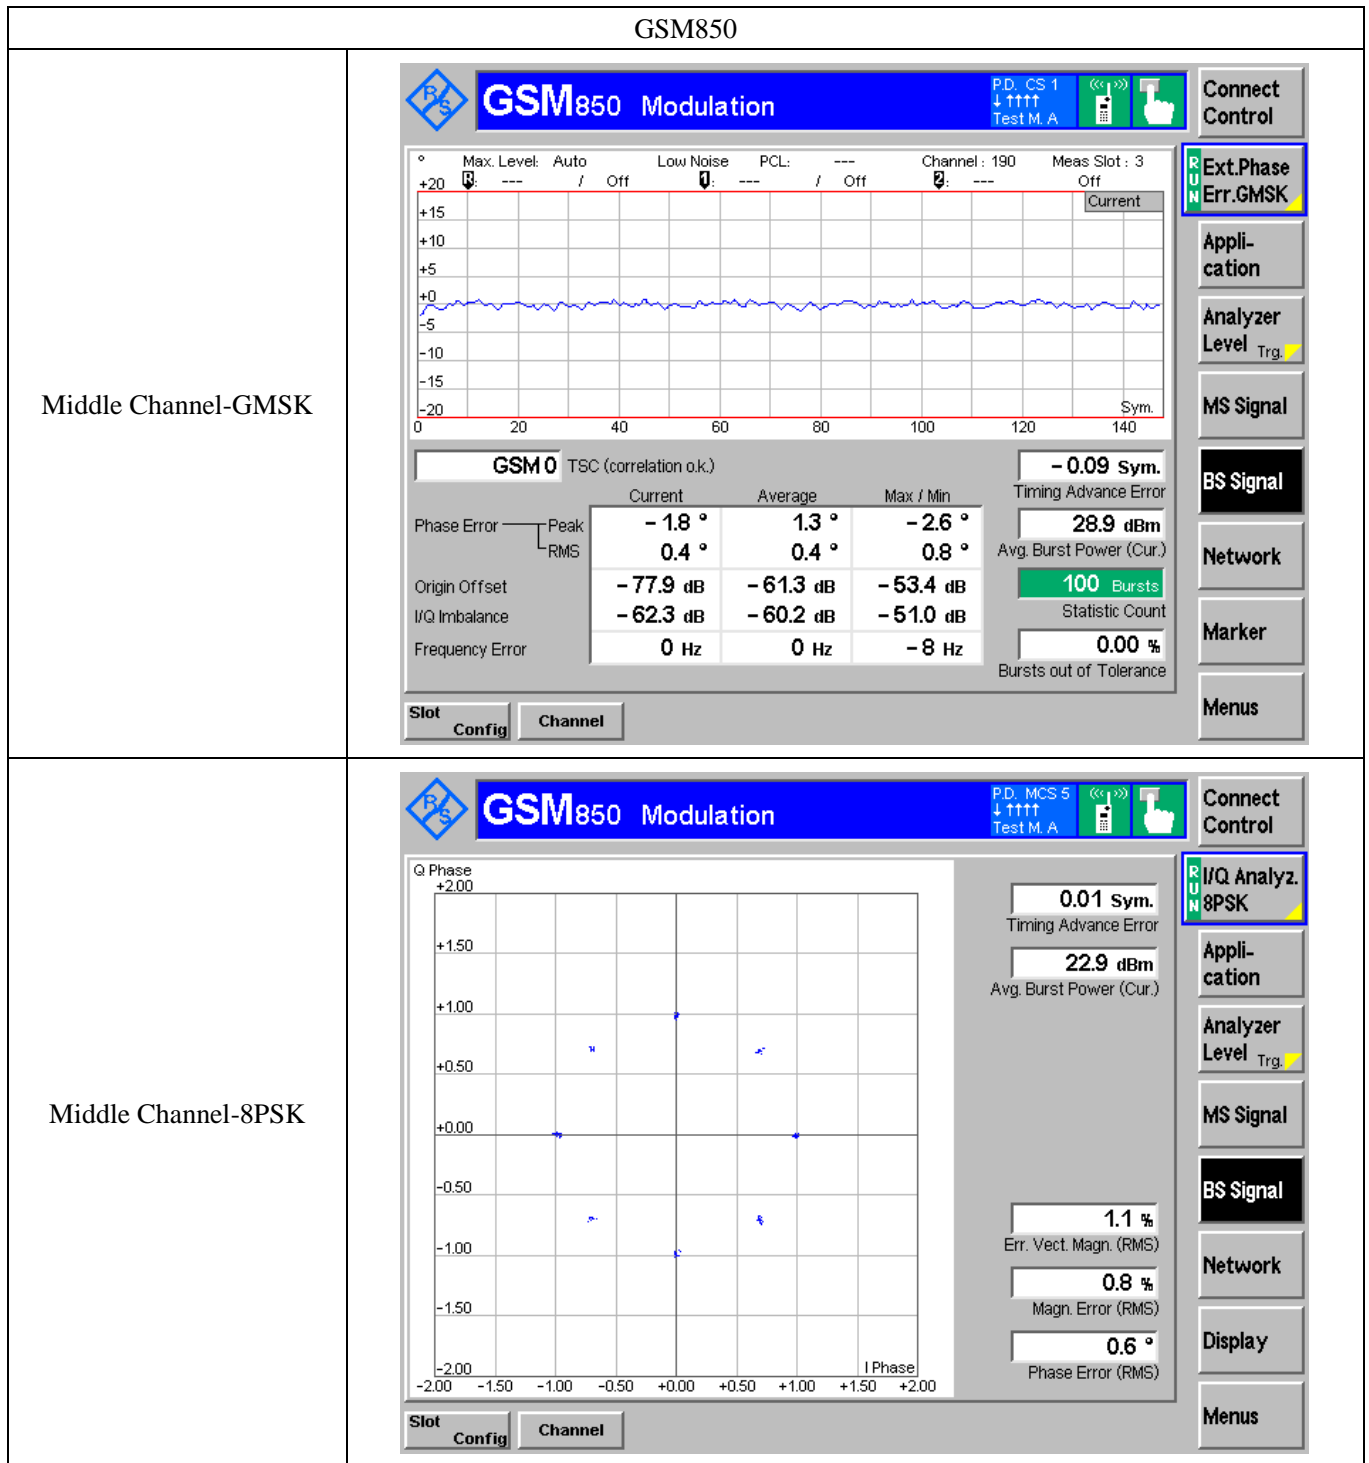 GSM850
Middle Channel-GMSK
R/S
GSM850 Modulation
P.D. CS 1
↓ ↑↑↑↑
Test M. A
Connect
Control
° Max. Level: Auto Low Noise PCL: --- Channel : 190 Meas Slot : 3
R: --- / Off 1: --- / Off 2: --- Off
Current
+20
+15
+10
+5
+0
-5
-10
-15
-20
Sym.
0 20 40 60 80 100 120 140
RUN
Ext.Phase
Err.GMSK
Appli-
cation
Analyzer
Level Trg.
MS Signal
BS Signal
Network
Marker
Menus
GSM 0 TSC (correlation o.k.)
Current Average Max / Min
Phase Error Peak - 1.8 ° 1.3 ° - 2.6 °
RMS 0.4 ° 0.4 ° 0.8 °
Origin Offset - 77.9 dB - 61.3 dB - 53.4 dB
I/Q Imbalance - 62.3 dB - 60.2 dB - 51.0 dB
Frequency Error 0 Hz 0 Hz - 8 Hz
- 0.09 Sym.
Timing Advance Error
28.9 dBm
Avg. Burst Power (Cur.)
100 Bursts
Statistic Count
0.00 %
Bursts out of Tolerance
Slot
Config
Channel
Middle Channel-8PSK
R/S
GSM850 Modulation
P.D. MCS 5
↓ ↑↑↑↑
Test M. A
Connect
Control
Q Phase
+2.00
+1.50
+1.00
+0.50
+0.00
-0.50
-1.00
-1.50
-2.00
I Phase
-2.00 -1.50 -1.00 -0.50 +0.00 +0.50 +1.00 +1.50 +2.00
0.01 Sym.
Timing Advance Error
22.9 dBm
Avg. Burst Power (Cur.)
1.1 %
Err. Vect. Magn. (RMS)
0.8 %
Magn. Error (RMS)
0.6 °
Phase Error (RMS)
RUN
I/Q Analyz.
8PSK
Appli-
cation
Analyzer
Level Trg.
MS Signal
BS Signal
Network
Display
Menus
Slot
Config
Channel